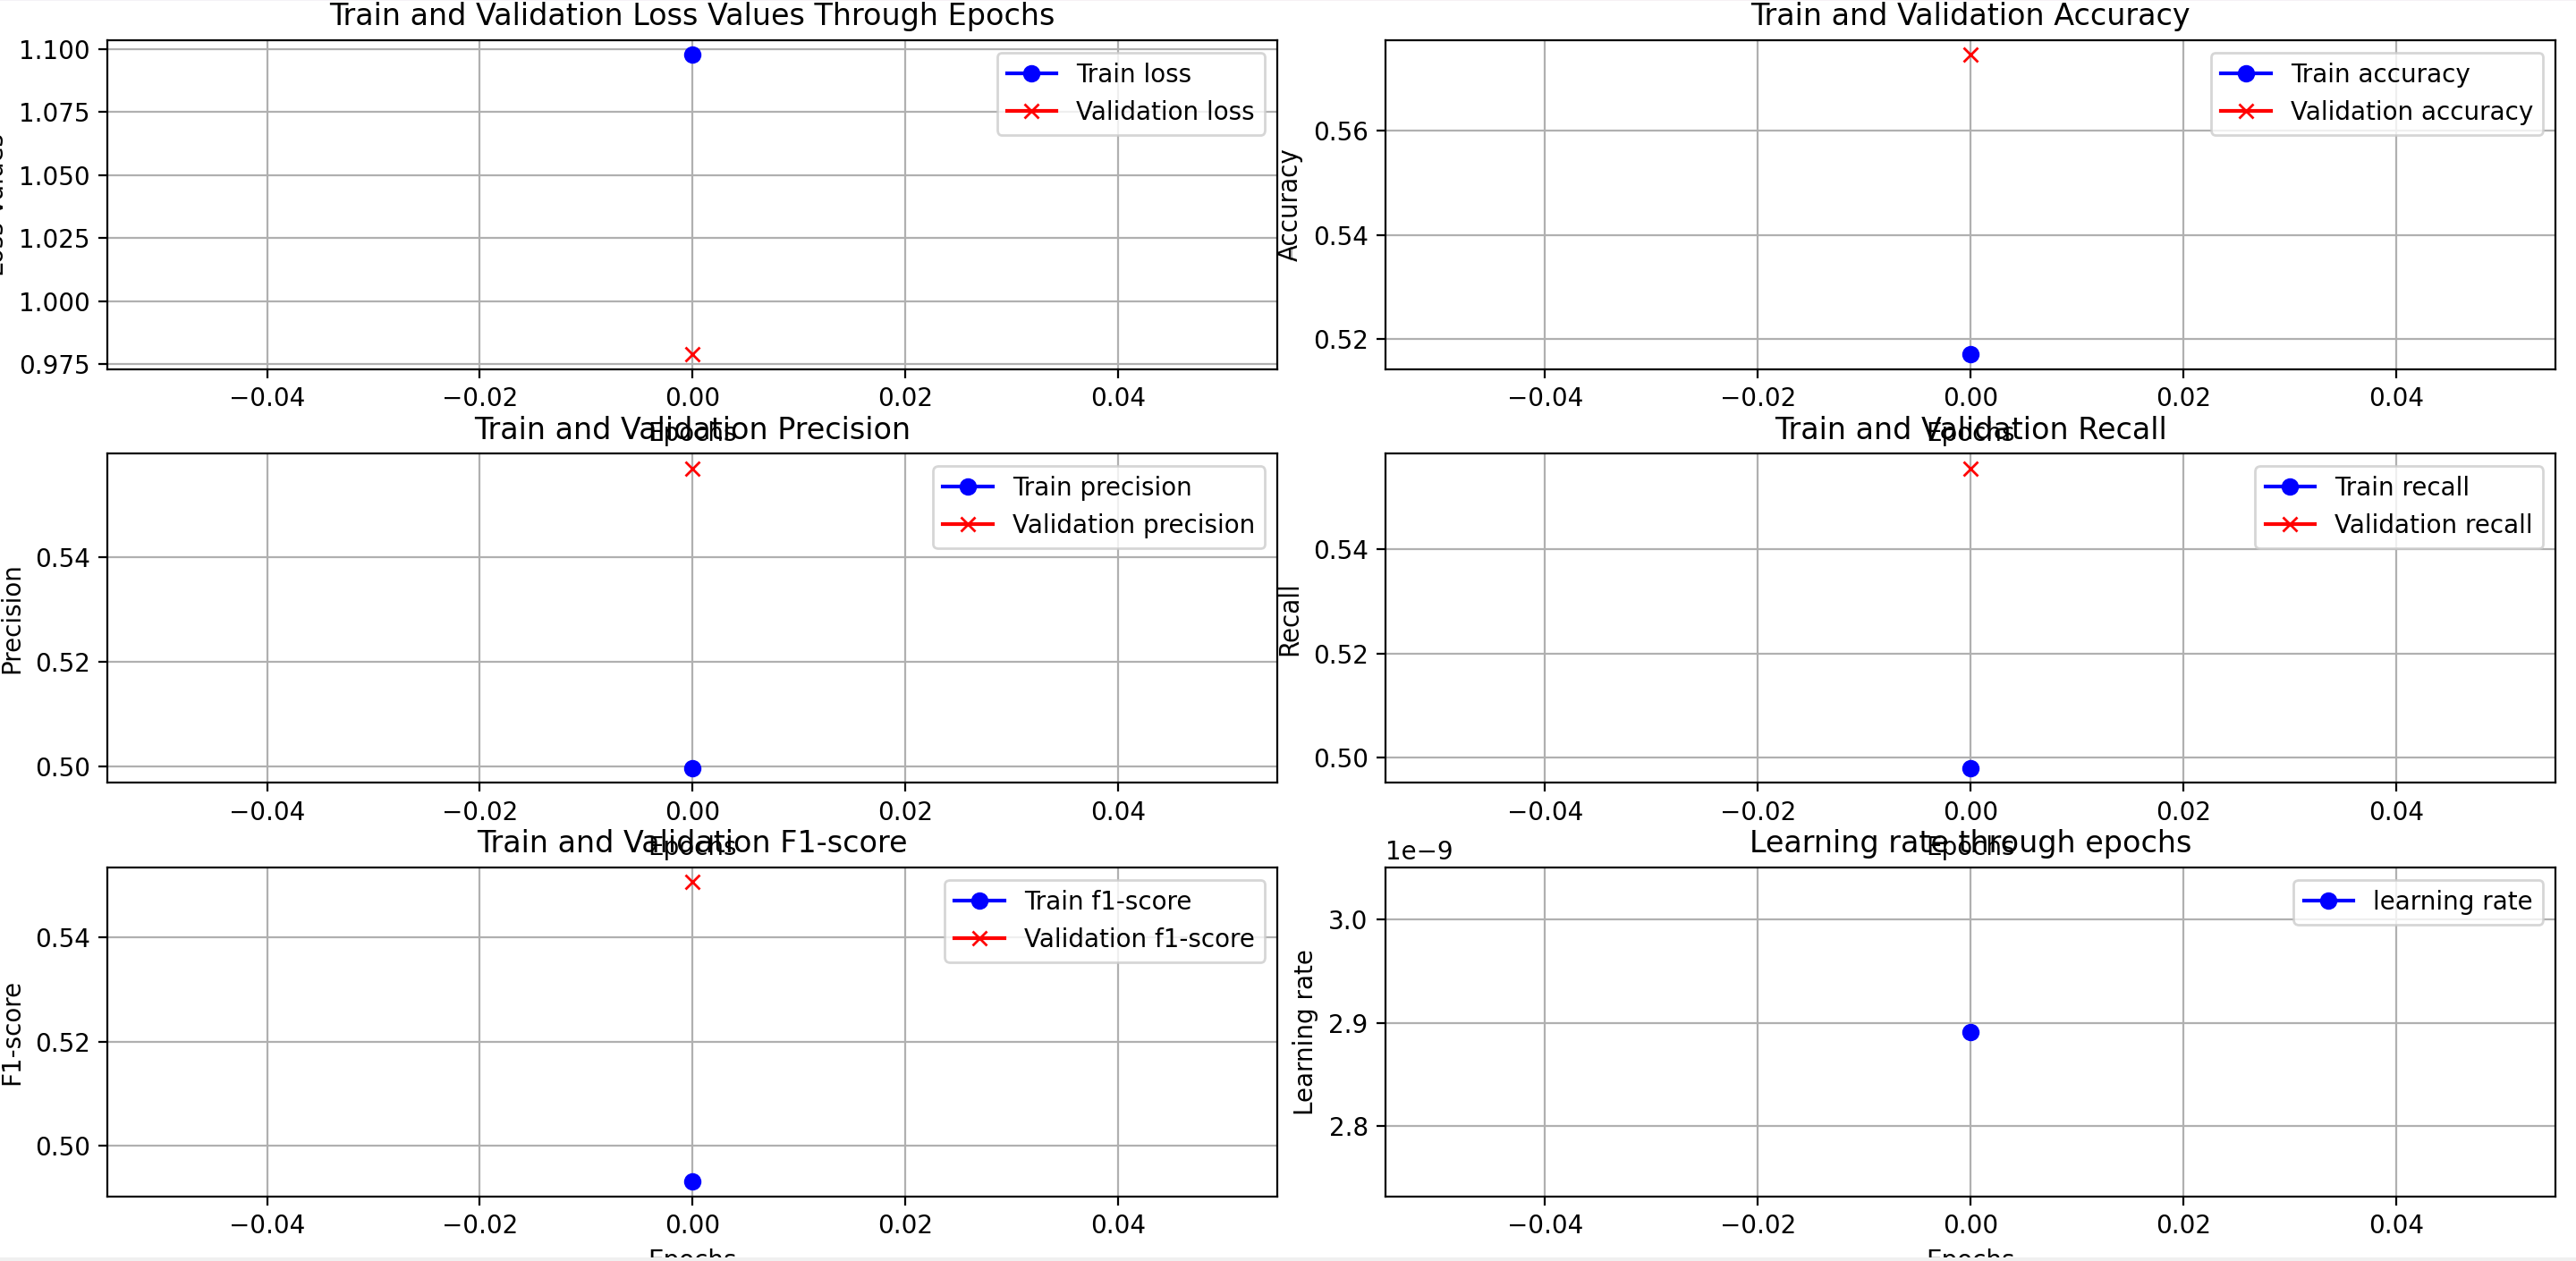 Train and Validation Loss Values Through Epochs
1.100
1.075
1.050
1.025
1.000
0.975
Train loss
Validation loss
−0.04 −0.02 0.00 0.02 0.04
Epochs
Train and Validation Accuracy
Accuracy
0.56
0.54
0.52
Train accuracy
Validation accuracy
−0.04 −0.02 0.00 0.02 0.04
Epochs
Train and Validation Precision
Precision
0.54
0.52
0.50
Train precision
Validation precision
−0.04 −0.02 0.00 0.02 0.04
Epochs
Train and Validation Recall
Recall
0.54
0.52
0.50
Train recall
Validation recall
−0.04 −0.02 0.00 0.02 0.04
Epochs
Train and Validation F1-score
F1-score
0.54
0.52
0.50
Train f1-score
Validation f1-score
−0.04 −0.02 0.00 0.02 0.04
Epochs
Learning rate through epochs
1e−9
Learning rate
3.0
2.9
2.8
learning rate
−0.04 −0.02 0.00 0.02 0.04
Epochs